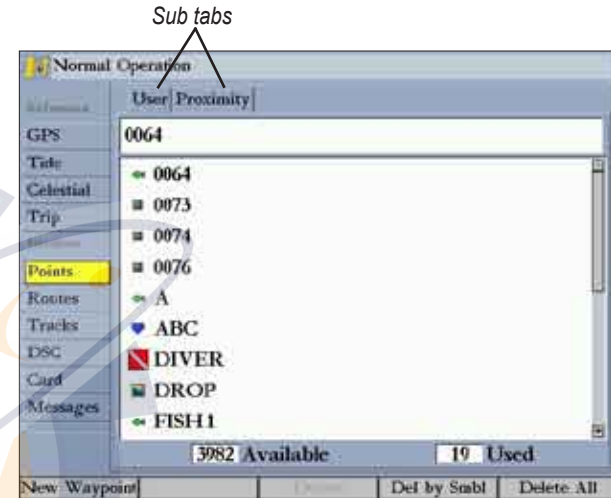 Sub tabs
Normal Operation
User Proximity
GPS
0064
Tide
Celestial
Trip
Points
Routes
Tracks
DSC
Card
Messages
0064
0073
0074
0076
A
ABC
DIVER
DROP
FISH1
3982 Available 19 Used
New Waypoint Del by Smbl Delete All